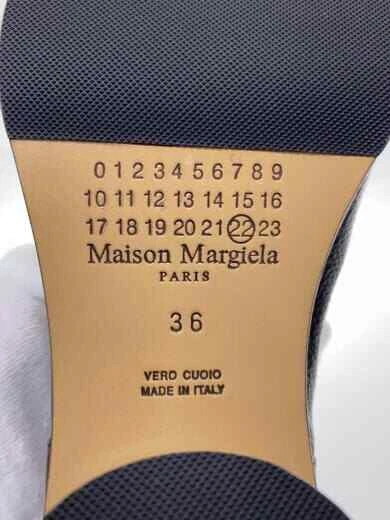 0 1 2 3 4 5 6 7 8 9
10 11 12 13 14 15 16
17 18 19 20 21 22 23
Maison Margiela
PARIS
36
VERO CUOIO
MADE IN ITALY